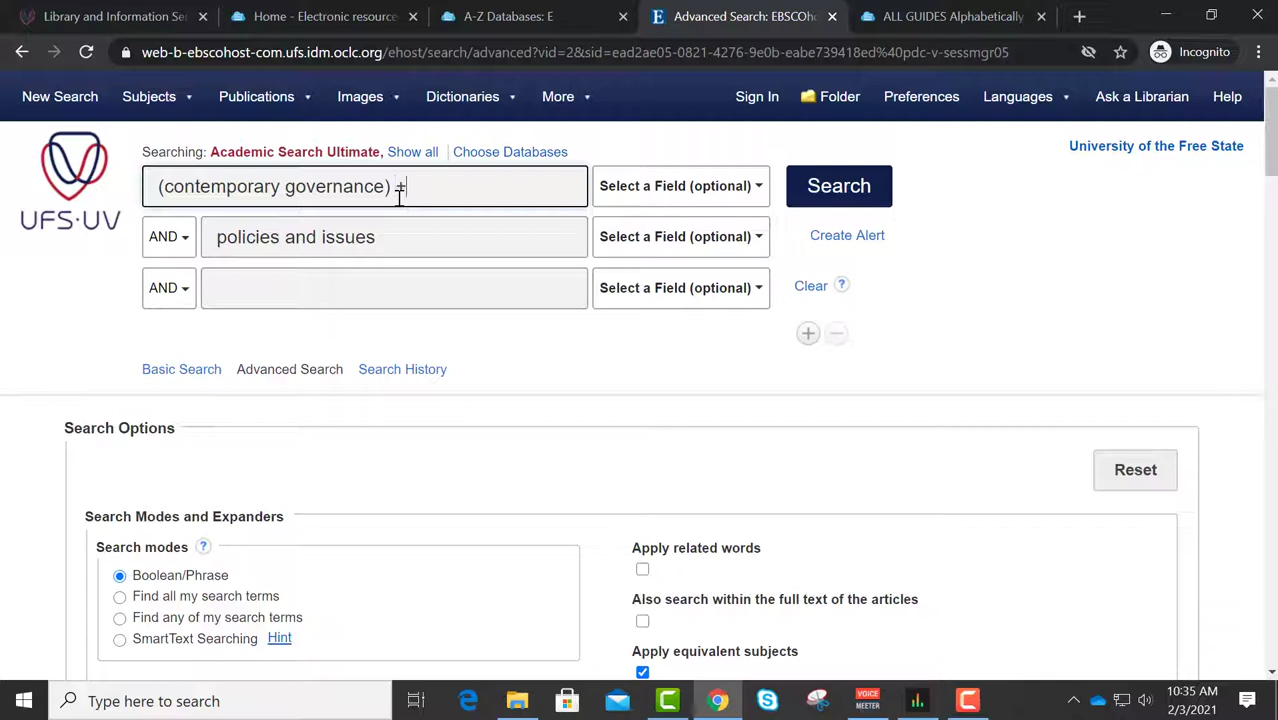 Library and Information Se
Home - Electronic resource
A-Z Databases: E
Advanced Search: EBSCOh
ALL GUIDES Alphabetically
web-b-ebscohost-com.ufs.idm.oclc.org/ehost/search/advanced?vid=2&sid=ead2ae05-0821-4276-9e0b-eabe739418ed%40pdc-v-sessmgr05
Incognito
New Search Subjects Publications Images Dictionaries More Sign In Folder Preferences Languages Ask a Librarian Help
Searching: Academic Search Ultimate, Show all Choose Databases
University of the Free State
UFS·UV
(contemporary governance) + Select a Field (optional) Search
AND policies and issues Select a Field (optional) Create Alert
AND Select a Field (optional) Clear ?
Basic Search Advanced Search Search History
Search Options
Reset
Search Modes and Expanders
Search modes ?
Boolean/Phrase
Find all my search terms
Find any of my search terms
SmartText Searching Hint
Apply related words
Also search within the full text of the articles
Apply equivalent subjects
Type here to search
VOICE
MEETER
10:35 AM
2/3/2021